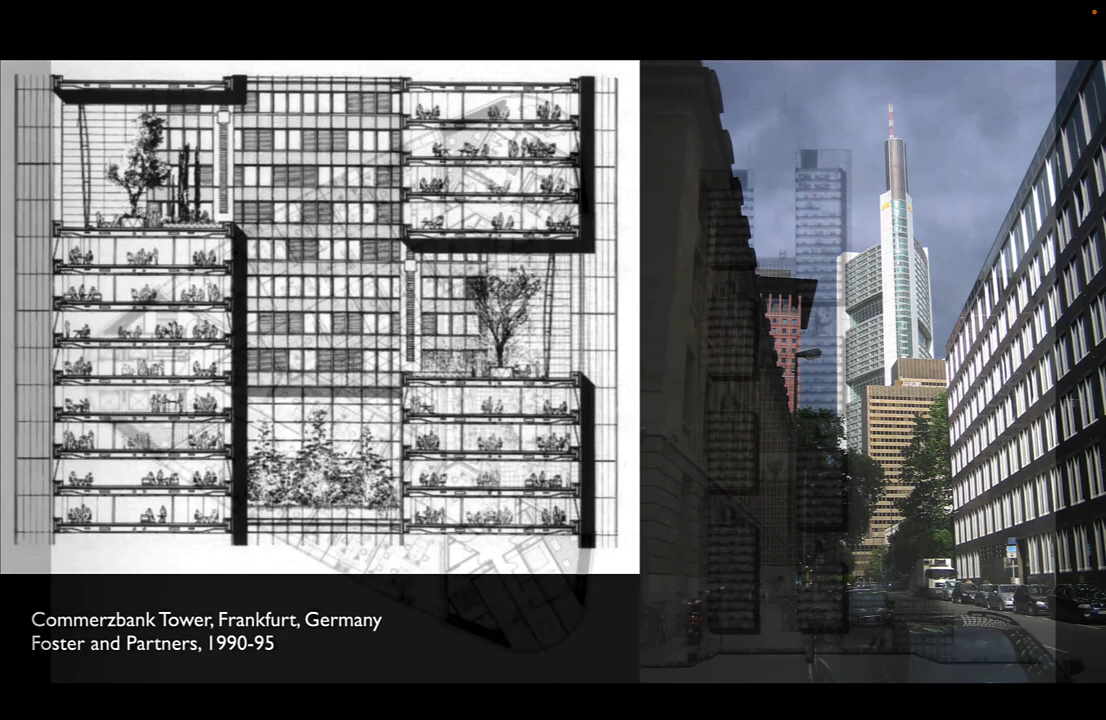 Commerzbank Tower, Frankfurt, Germany
Foster and Partners, 1990-95